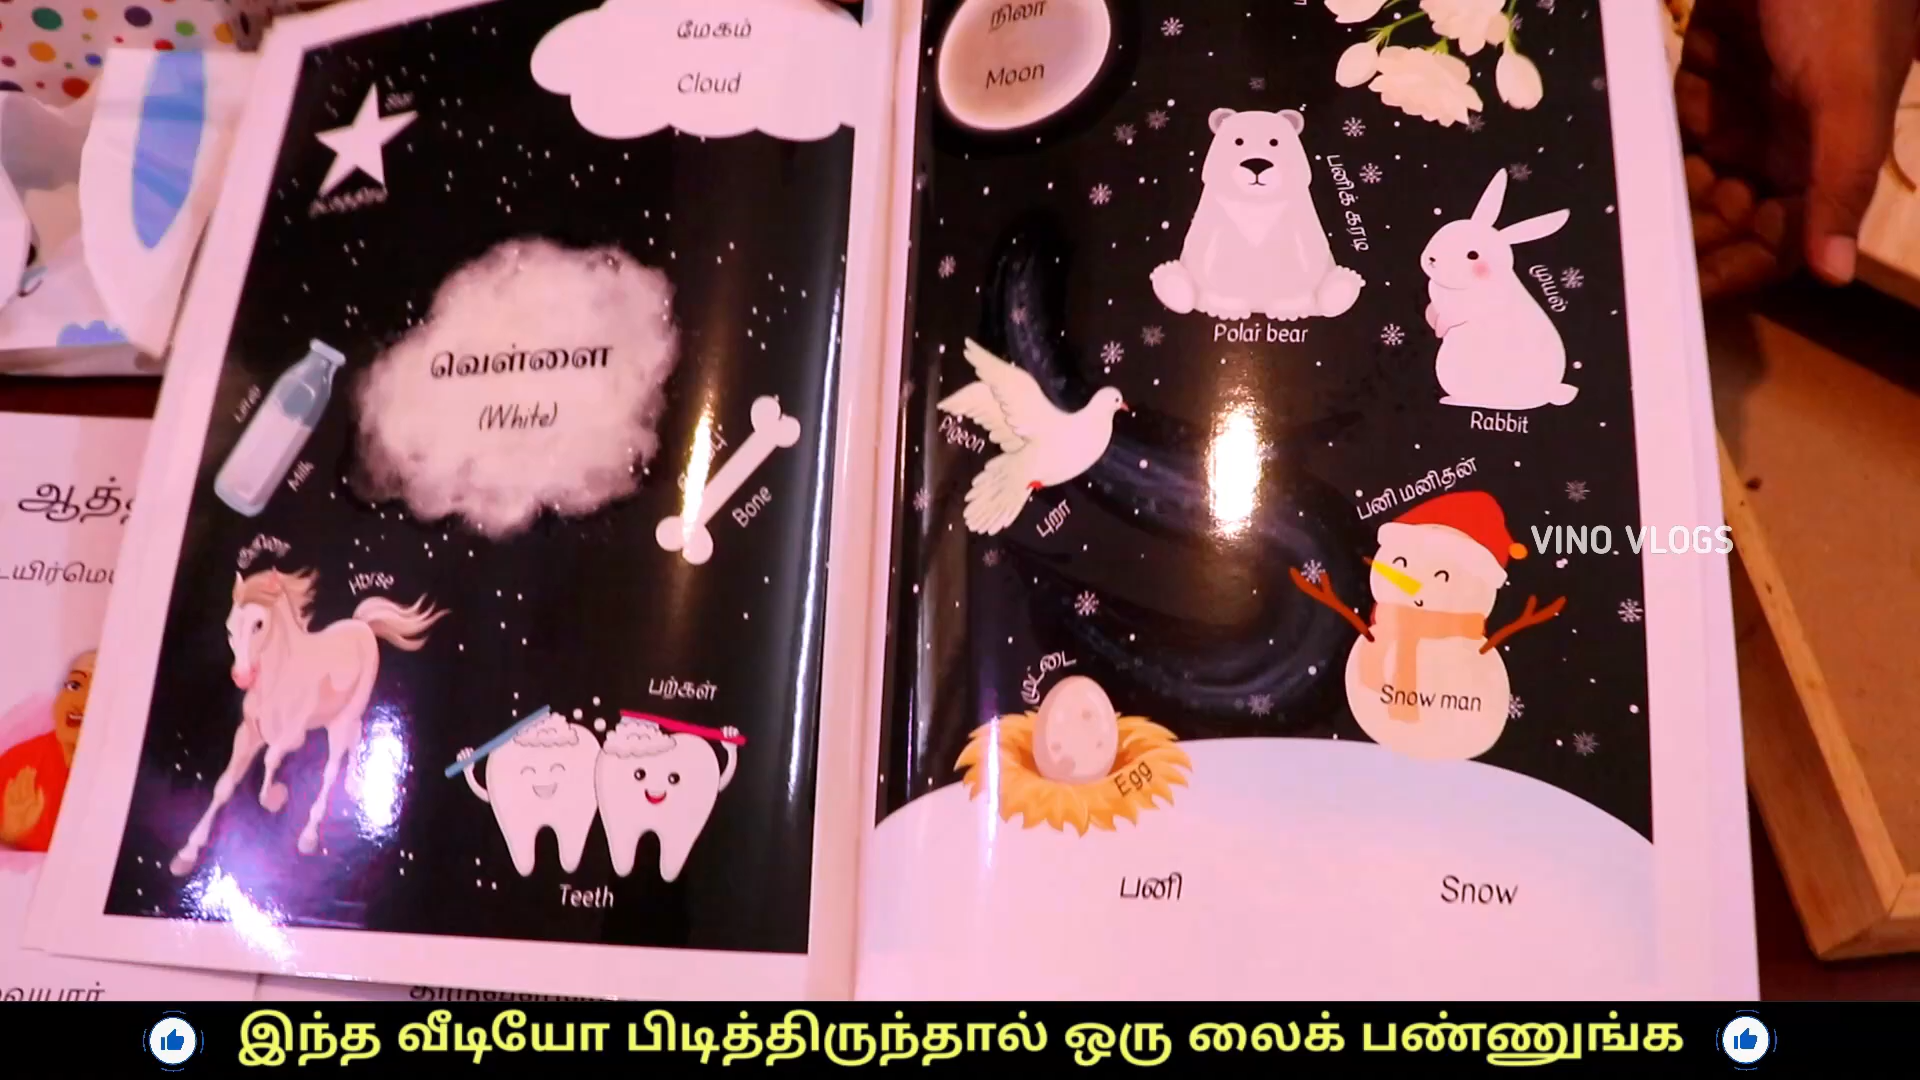 மேகம்
Cloud
நிலா
Moon
பனிக் கரடி
Polar bear
முயல்
Rabbit
வெள்ளை
(White)
Milk
Bone
Pigeon
புறா
பனி மனிதன்
Snow man
VINO VLOGS
குதிரை
Horse
பற்கள்
Teeth
முட்டை
Egg
பனி
Snow
இந்த வீடியோ பிடித்திருந்தால் ஒரு லைக் பண்ணுங்க